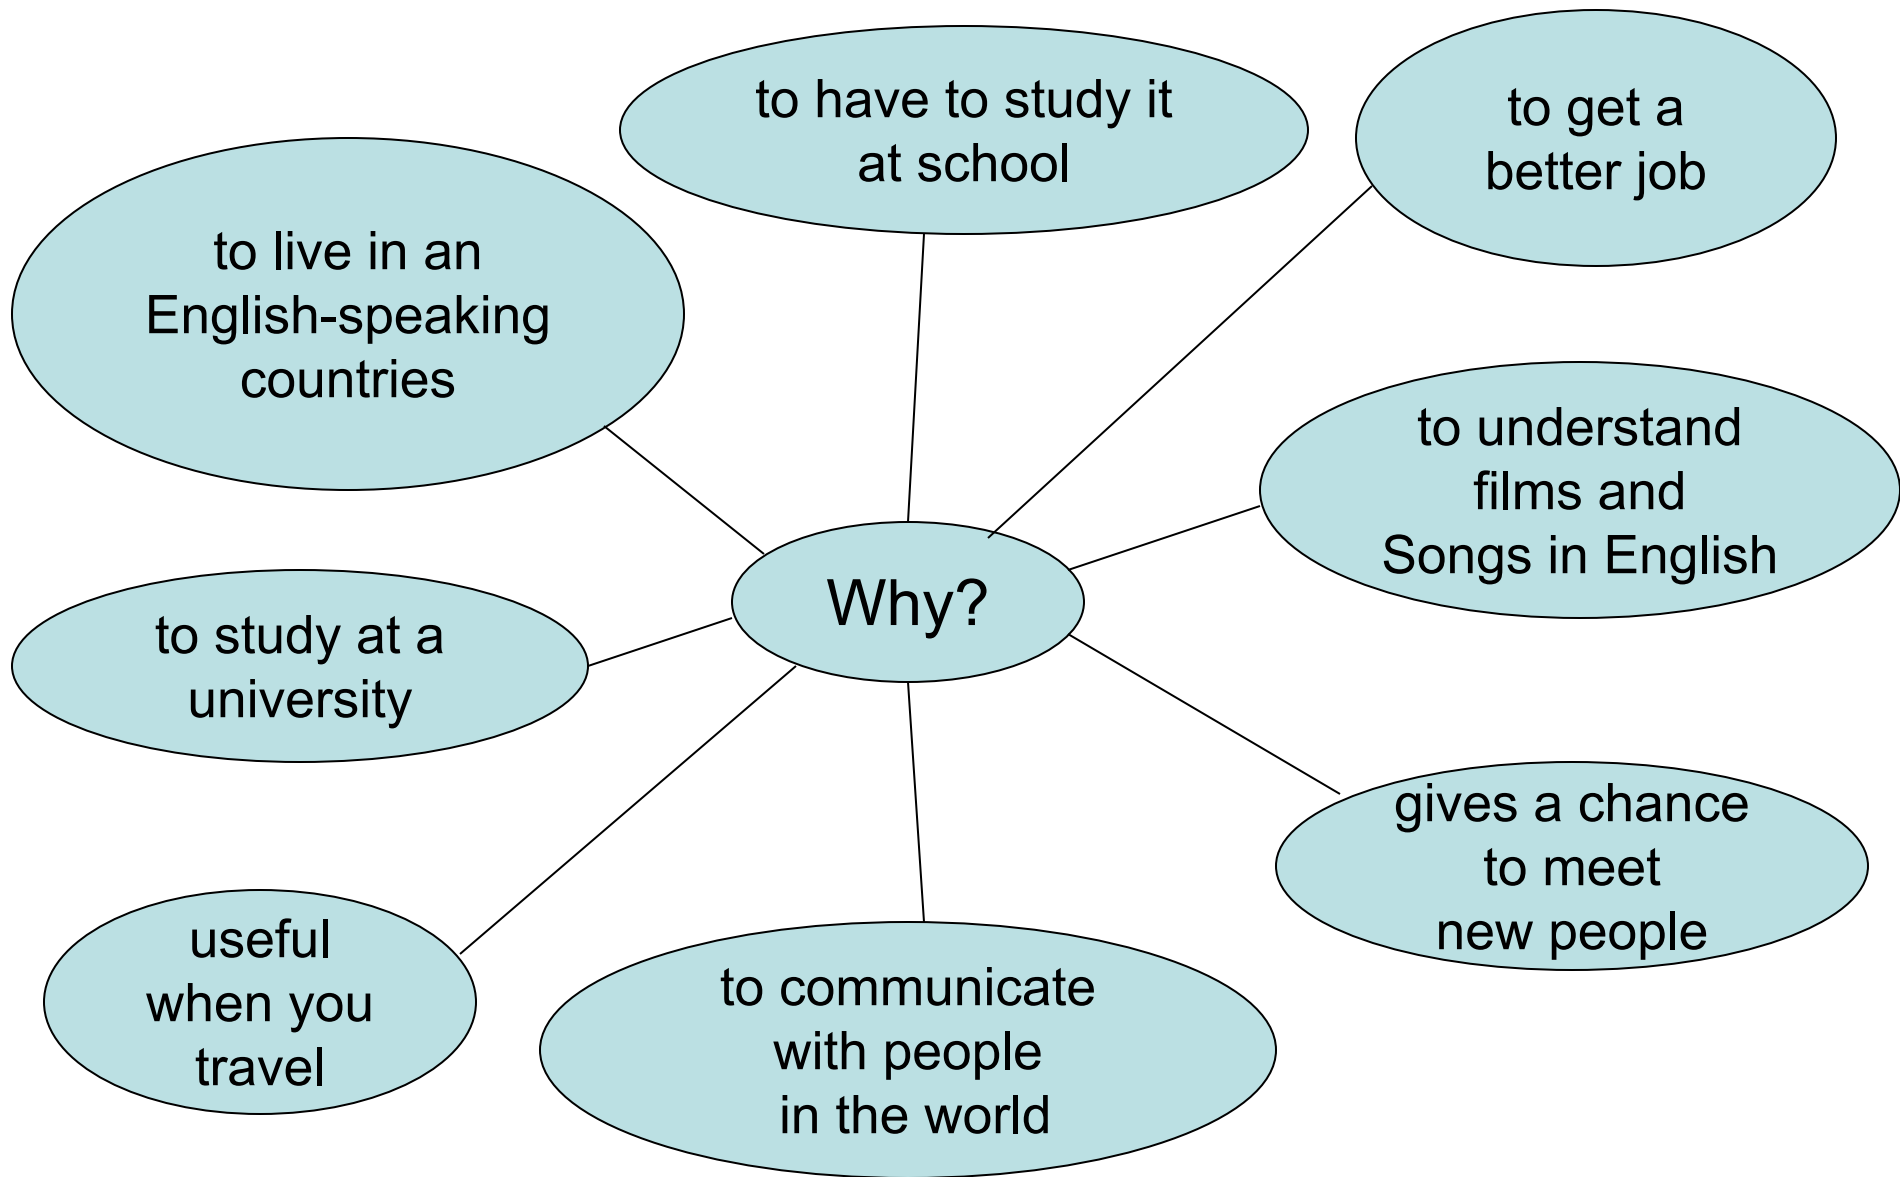 to have to study it
at school
to get a
better job
to live in an
English-speaking
countries
to understand
films and
Songs in English
Why?
to study at a
university
gives a chance
to meet
new people
useful
when you
travel
to communicate
with people
in the world